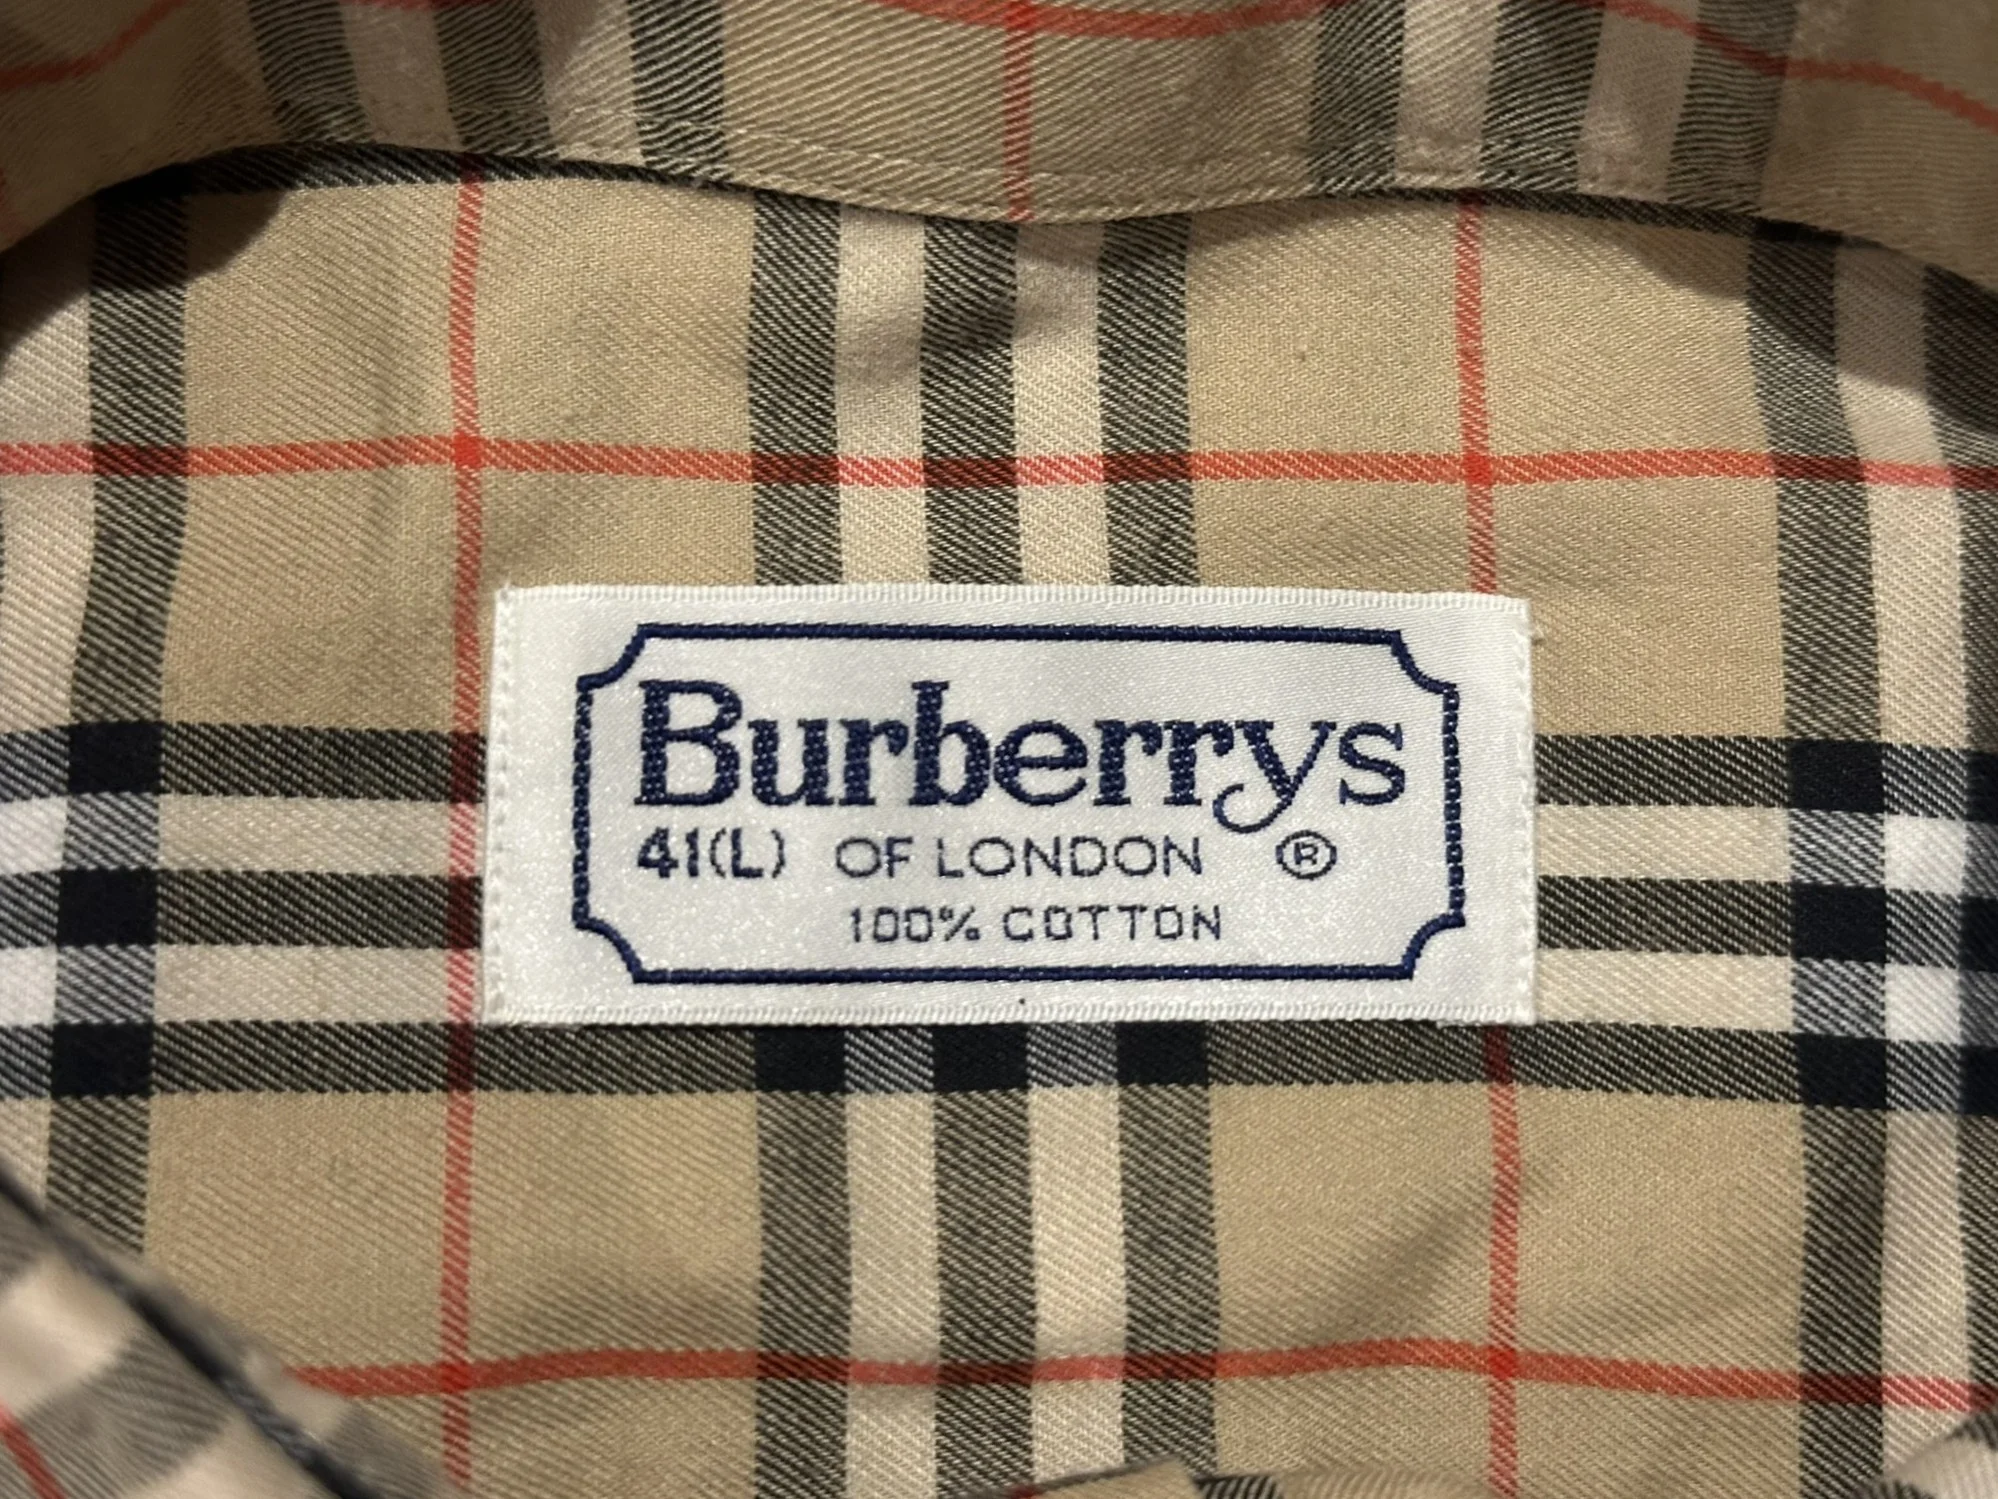 Burberrys
41(L) OF LONDON ®
100% COTTON